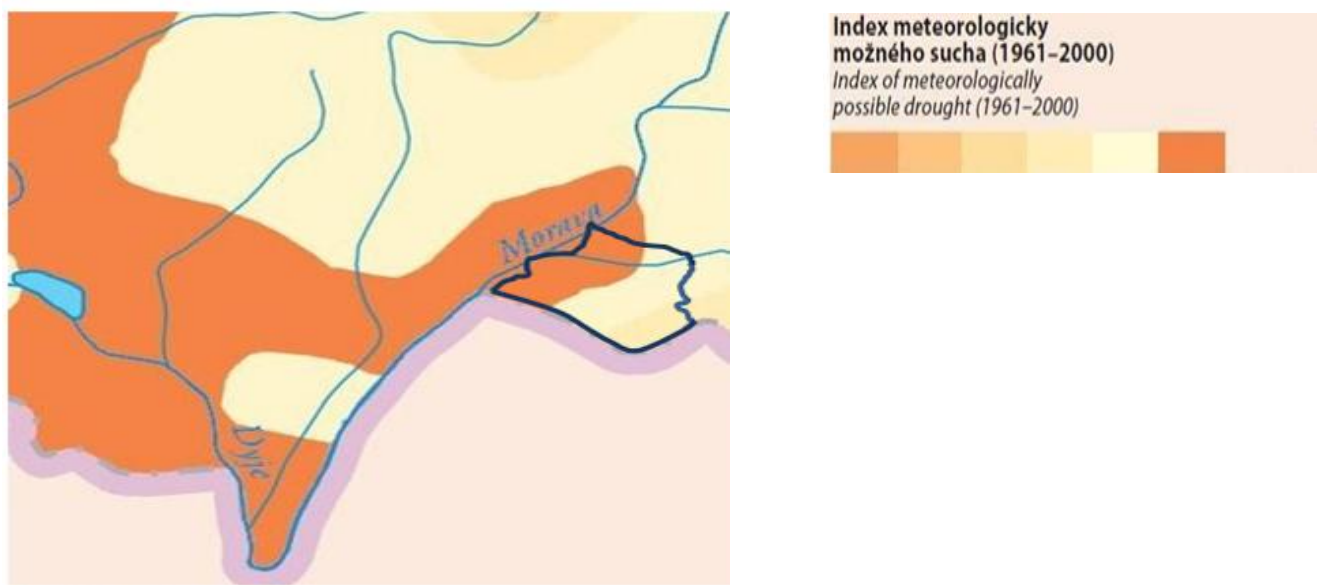 Morava
Dyje
Index meteorologicky
možného sucha (1961–2000)
Index of meteorologically
possible drought (1961–2000)